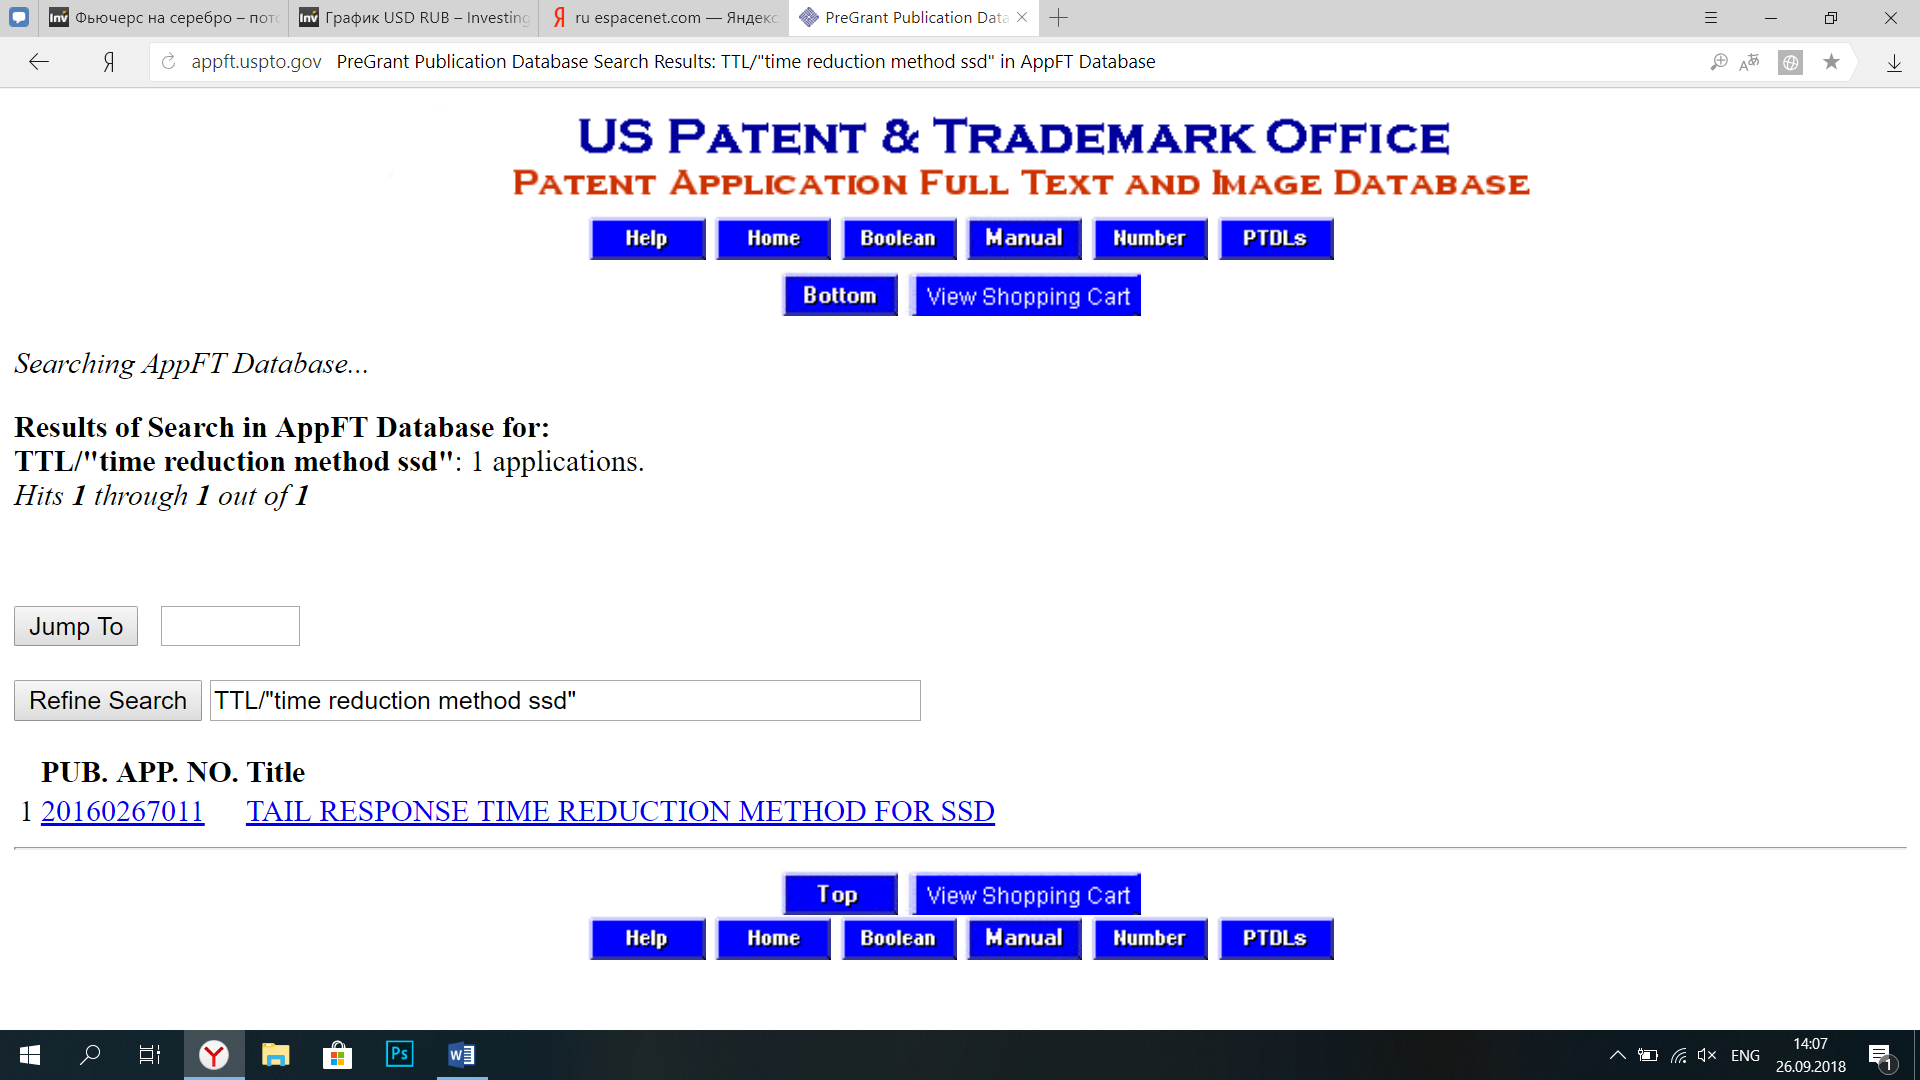 Фьючерс на серебро – пото
График USD RUB – Investing
ru espacenet.com — Яндекс
PreGrant Publication Data
appft.uspto.gov PreGrant Publication Database Search Results: TTL/"time reduction method ssd" in AppFT Database
US PATENT & TRADEMARK OFFICE
PATENT APPLICATION FULL TEXT AND IMAGE DATABASE
Help Home Boolean Manual Number PTDLs
Bottom View Shopping Cart
Searching AppFT Database...
Results of Search in AppFT Database for:
TTL/"time reduction method ssd": 1 applications.
Hits 1 through 1 out of 1
Jump To
Refine Search TTL/"time reduction method ssd"
PUB. APP. NO. Title
1 20160267011 TAIL RESPONSE TIME REDUCTION METHOD FOR SSD
Top View Shopping Cart
Help Home Boolean Manual Number PTDLs
ENG
14:07
26.09.2018
1